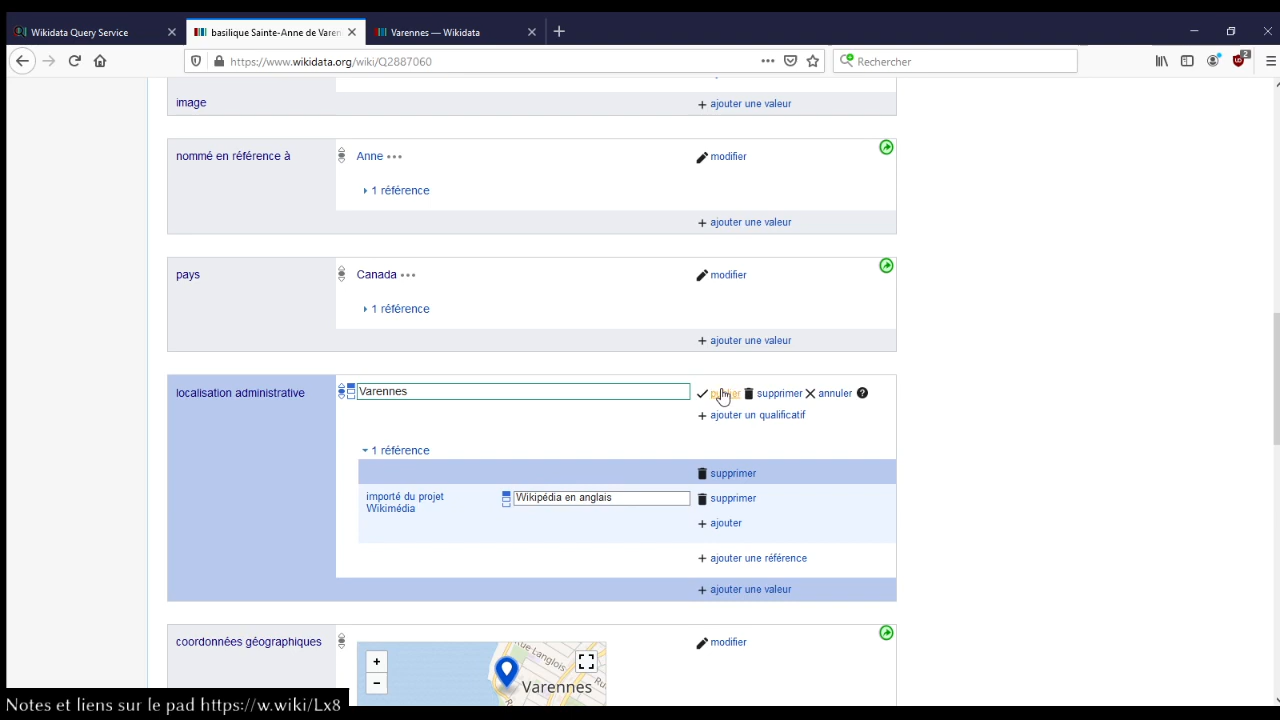 Wikidata Query Service
basilique Sainte-Anne de Varen
Varennes — Wikidata
https://www.wikidata.org/wiki/Q2887060
Rechercher
2
image
ajouter une valeur
nommé en référence à
Anne
modifier
1 référence
ajouter une valeur
pays
Canada
modifier
1 référence
ajouter une valeur
localisation administrative
Varennes
supprimer
annuler
ajouter un qualificatif
1 référence
supprimer
importé du projet
Wikimédia
Wikipédia en anglais
supprimer
ajouter
ajouter une référence
ajouter une valeur
coordonnées géographiques
modifier
Rue Langlois
Varennes
Notes et liens sur le pad https://w.wiki/Lx8